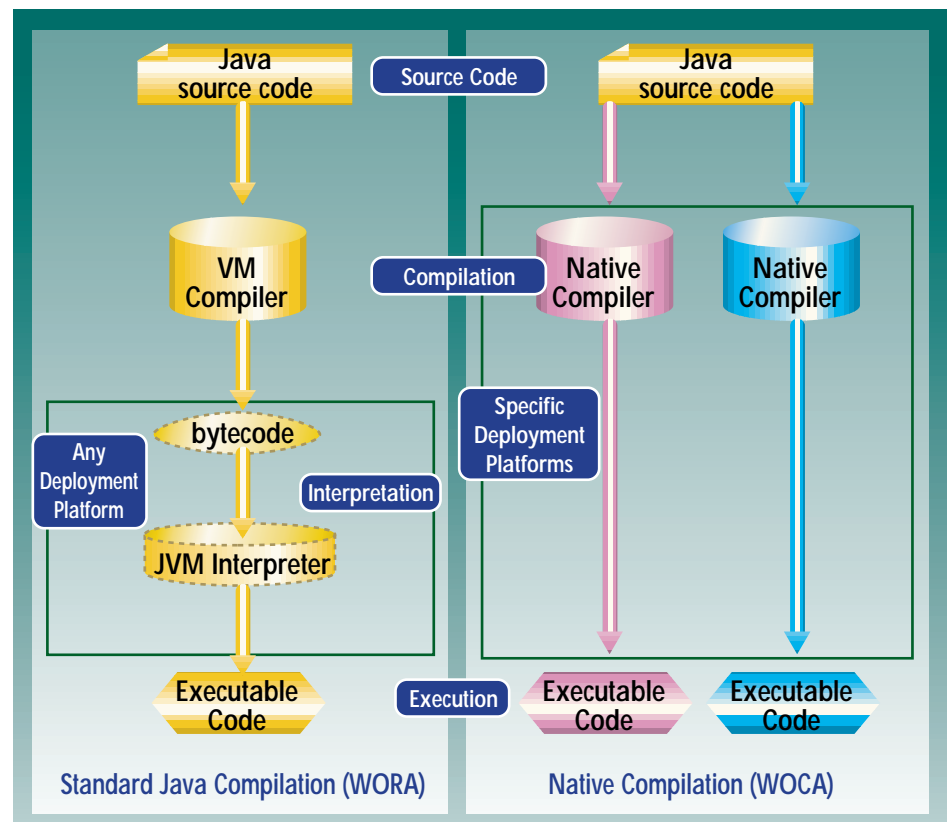 Java
source code
Source Code
Java
source code
VM
Compiler
Compilation
Native
Compiler
Native
Compiler
bytecode
Any
Deployment
Platform
Interpretation
JVM Interpreter
Specific
Deployment
Platforms
Executable
Code
Execution
Executable
Code
Executable
Code
Standard Java Compilation (WORA)
Native Compilation (WOCA)